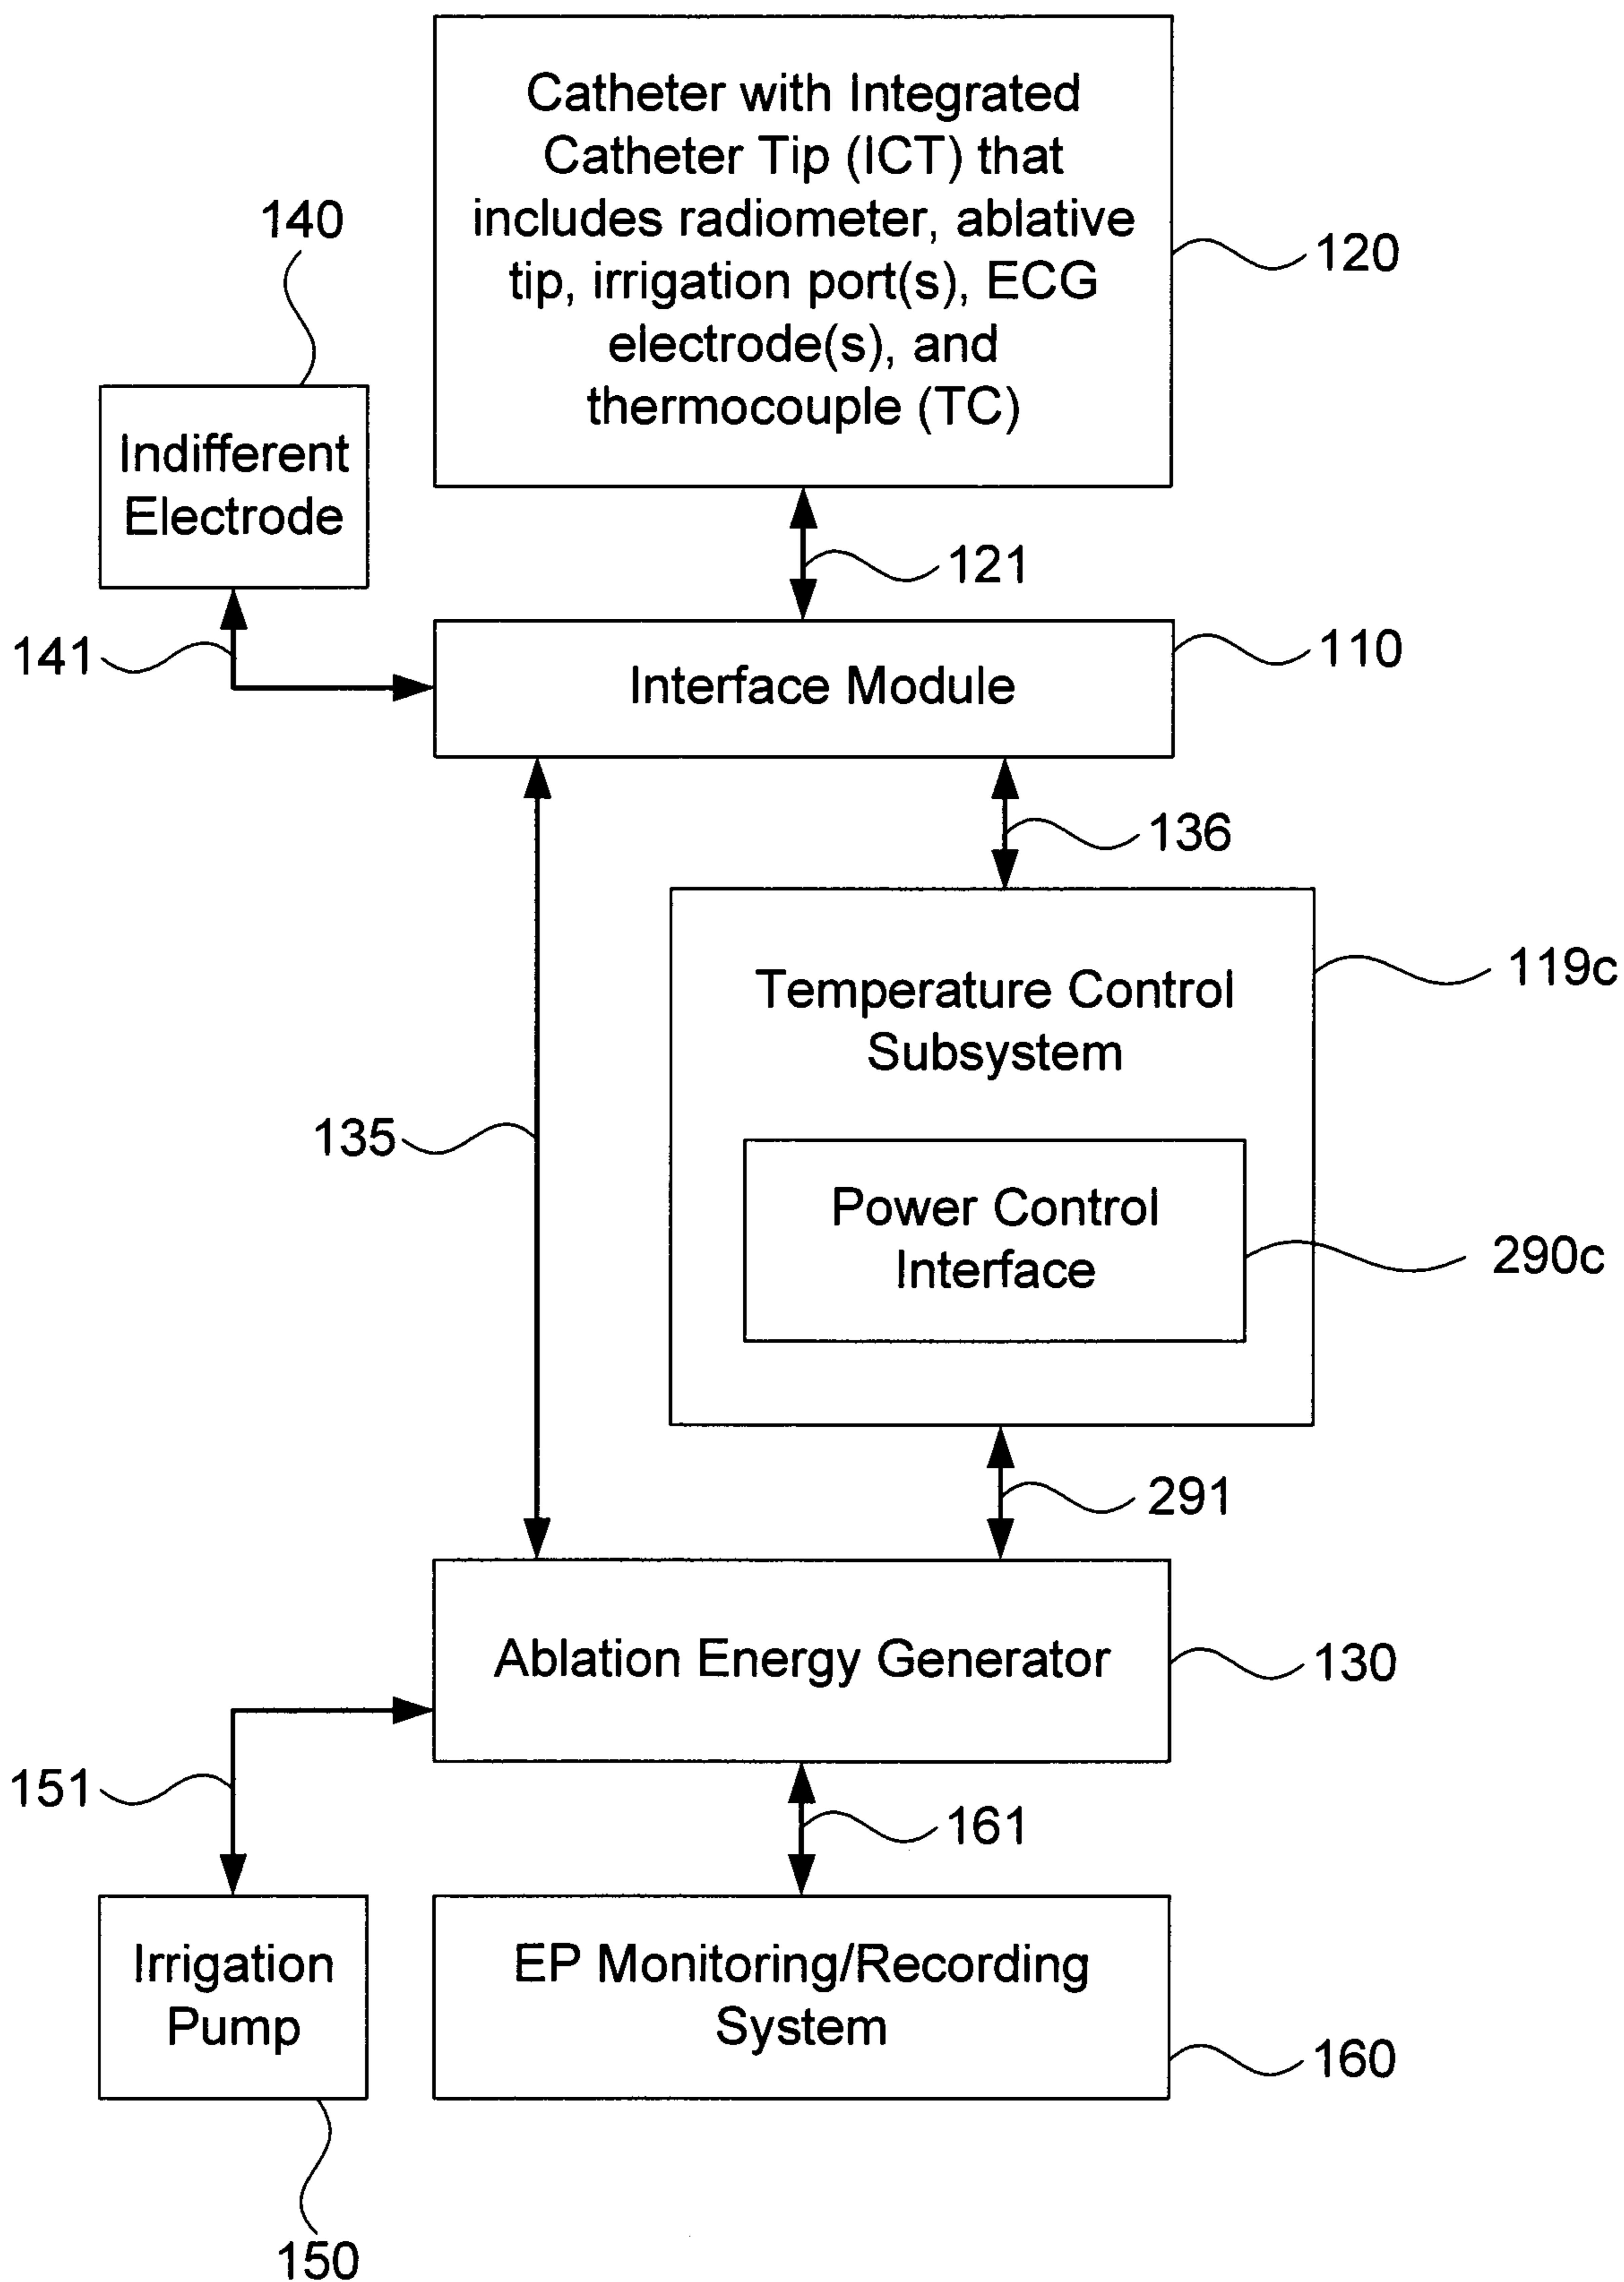 Catheter with Integrated
Catheter Tip (ICT) that
includes radiometer, ablative
tip, irrigation port(s), ECG
electrode(s), and
thermocouple (TC)
120
140
Indifferent
Electrode
121
141
Interface Module
110
136
Temperature Control
Subsystem
119c
135
Power Control
Interface
290c
291
Ablation Energy Generator
130
151
161
Irrigation
Pump
EP Monitoring/Recording
System
160
150